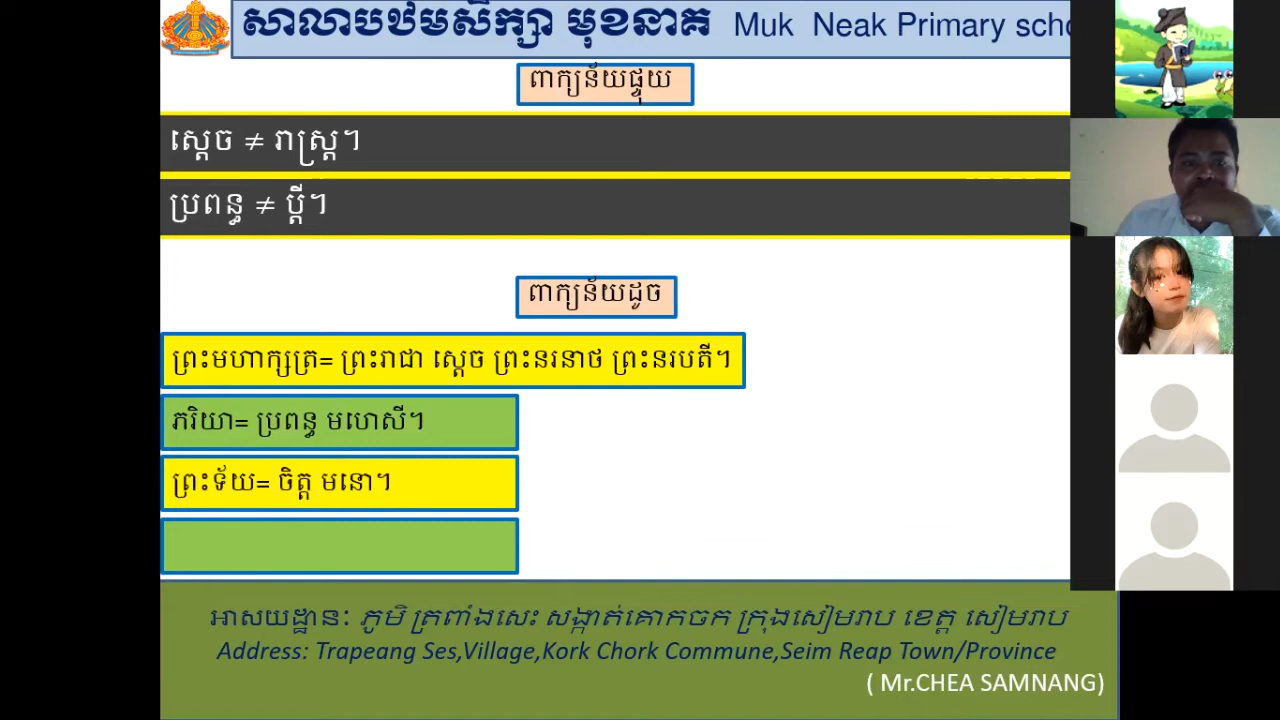 សាលាបឋមសិក្សា មុខនាគ Muk Neak Primary scho
ពាក្យន័យផ្ទុយ
ស្ដេច ≠ រាស្ត្រ។
ប្រពន្ធ ≠ ប្ដី។
ពាក្យន័យដូច
ព្រះមហាក្សត្រ= ព្រះរាជា ស្ដេច ព្រះនរនាថ ព្រះនរបតី។
ភរិយា= ប្រពន្ធ មហេសី។
ព្រះទ័យ= ចិត្ត មនោ។
អាសយដ្ឋានៈ ភូមិ ត្រពាំងសេះ សង្កាត់គោកចក ក្រុងសៀមរាប ខេត្ត សៀមរាប
Address: Trapeang Ses,Village,Kork Chork Commune,Seim Reap Town/Province
( Mr.CHEA SAMNANG)